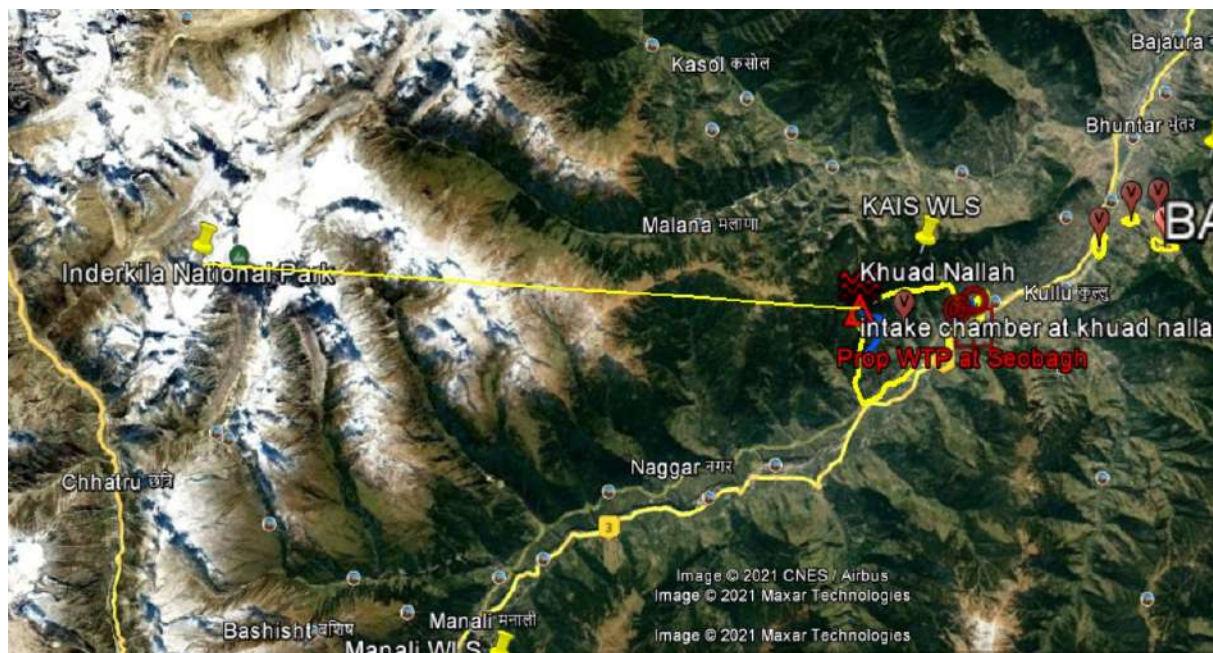 Bajaura
Kasol कसोल
Bhuntar भुंतर
KAIS WLS
Malana मलाणा
BA
Inderkila National Park
Khuad Nallah
Kullu कुल्लु
intake chamber at khuad nalla
Prop WTP at Seobagh
Naggar नगर
Chhatru छत्रि
3
Image © 2021 CNES / Airbus
Image © 2021 Maxar Technologies
Bashisht बशिष
Manali मनाली
Image © 2021 Maxar Technologies
Manali WLS
V
V
V
V